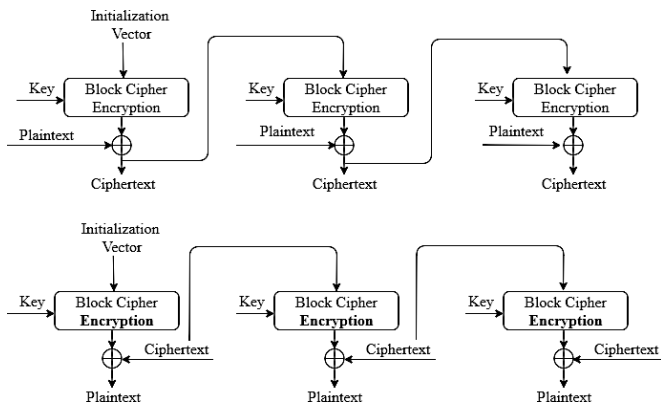 Initialization
Vector
Key
Block Cipher
Encryption
Key
Block Cipher
Encryption
Key
Block Cipher
Encryption
Plaintext
Plaintext
Plaintext
Ciphertext
Ciphertext
Ciphertext
Initialization
Vector
Key
Block Cipher
Encryption
Key
Block Cipher
Encryption
Key
Block Cipher
Encryption
Ciphertext
Ciphertext
Ciphertext
Plaintext
Plaintext
Plaintext